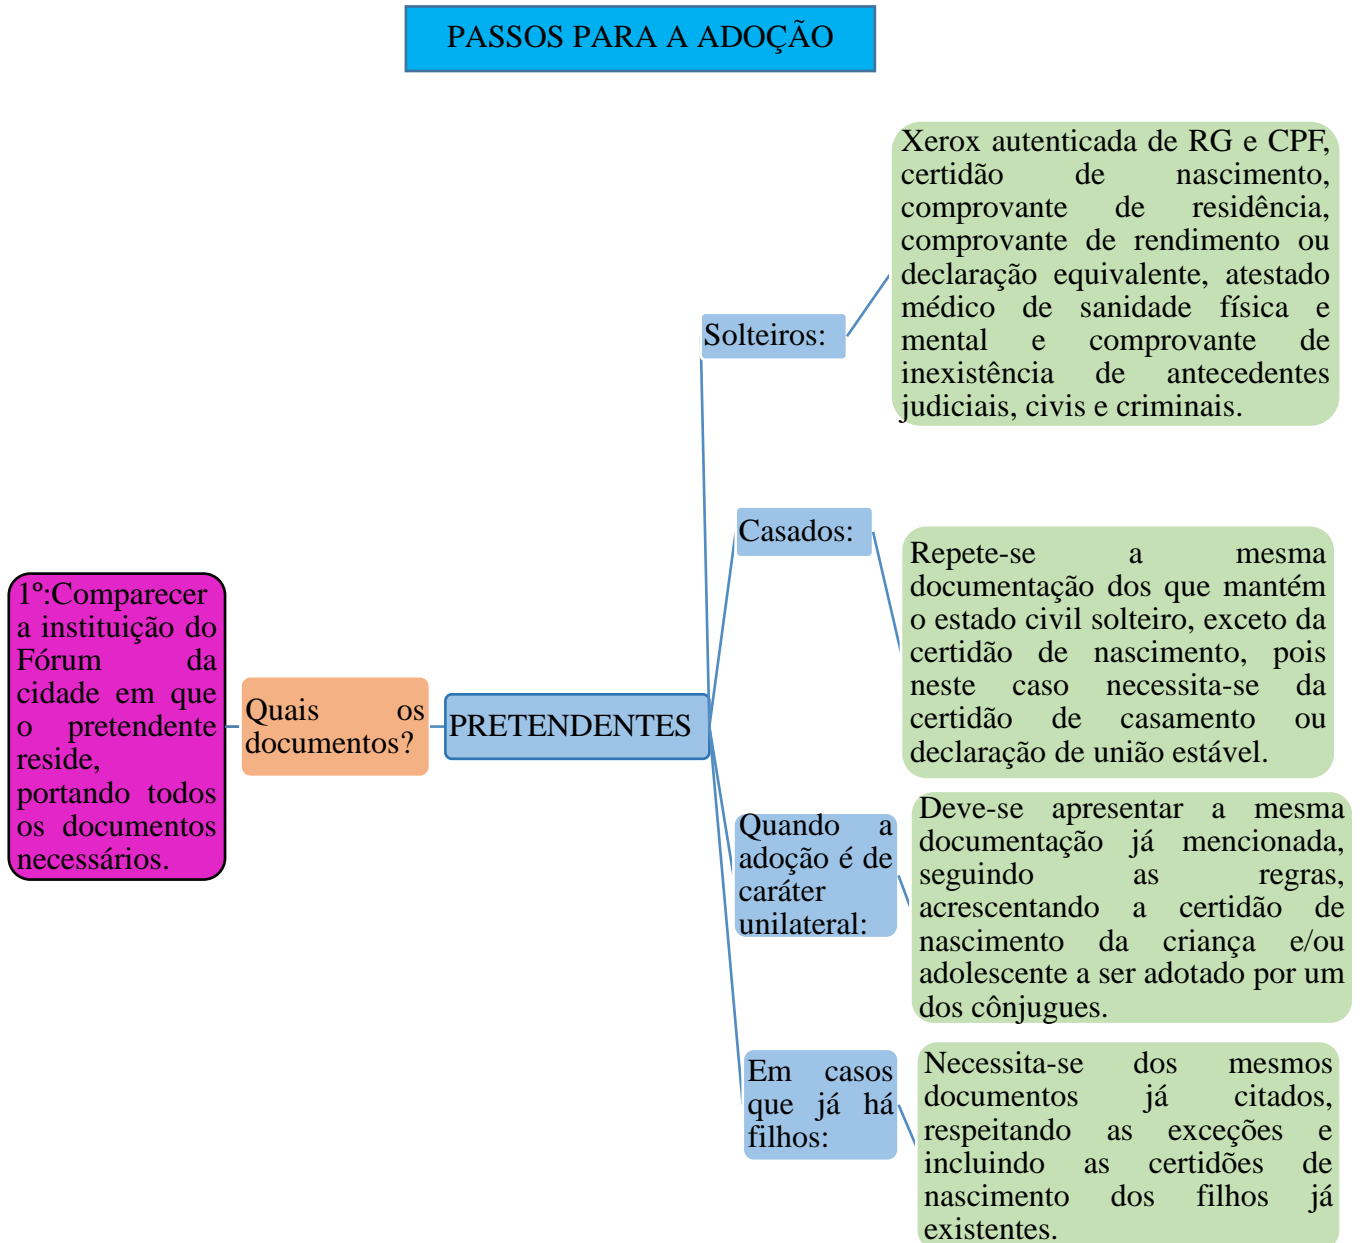 PASSOS PARA A ADOÇÃO
1º:Comparecer
a instituição do
Fórum da
cidade em que
o pretendente
reside,
portando todos
os documentos
necessários.
Quais os
documentos?
PRETENDENTES
Solteiros:
Xerox autenticada de RG e CPF,
certidão de nascimento,
comprovante de residência,
comprovante de rendimento ou
declaração equivalente, atestado
médico de sanidade física e
mental e comprovante de
inexistência de antecedentes
judiciais, civis e criminais.
Casados:
Repete-se a mesma
documentação dos que mantém
o estado civil solteiro, exceto da
certidão de nascimento, pois
neste caso necessita-se da
certidão de casamento ou
declaração de união estável.
Quando a
adoção é de
caráter
unilateral:
Deve-se apresentar a mesma
documentação já mencionada,
seguindo as regras,
acrescentando a certidão de
nascimento da criança e/ou
adolescente a ser adotado por um
dos cônjugues.
Em casos
que já há
filhos:
Necessita-se dos mesmos
documentos já citados,
respeitando as exceções e
incluindo as certidões de
nascimento dos filhos já
existentes.